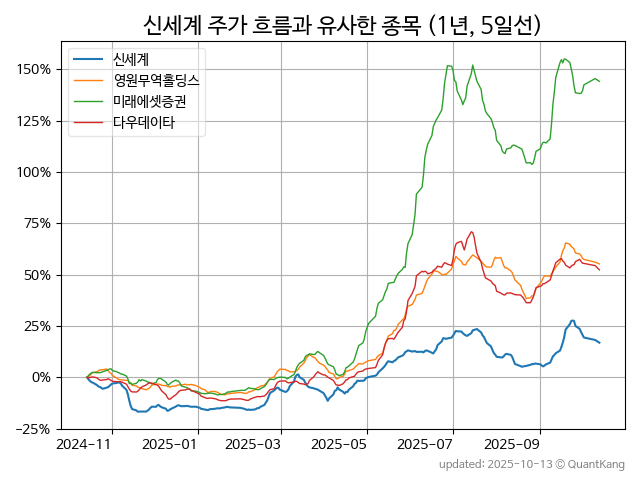 신세계 주가 흐름과 유사한 종목 (1년, 5일선)
신세계
영원무역홀딩스
미래에셋증권
다우데이타
150%
125%
100%
75%
50%
25%
0%
−25%
2024-11
2025-01
2025-03
2025-05
2025-07
2025-09
updated: 2025-10-13 © QuantKang